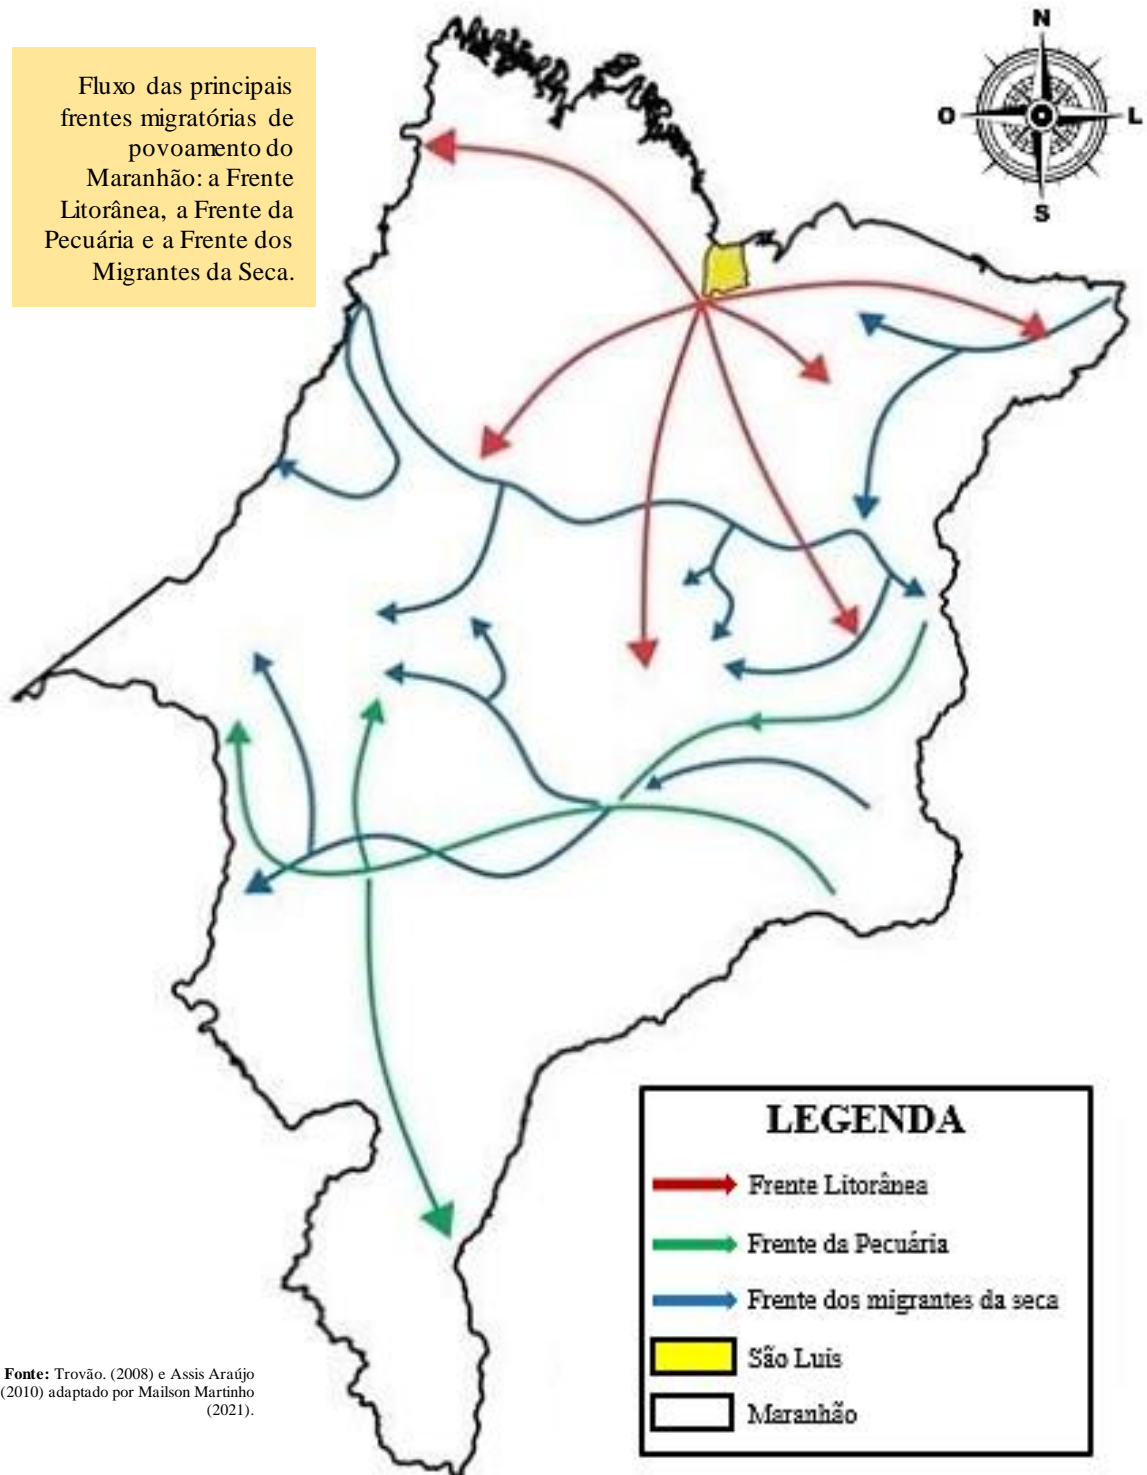 Fluxo das principais
frentes migratórias de
povoamento do
Maranhão: a Frente
Litorânea, a Frente da
Pecuária e a Frente dos
Migrantes da Seca.
N
O
L
S
LEGENDA
Frente Litorânea
Frente da Pecuária
Frente dos migrantes da seca
São Luis
Maranhão
Fonte: Trovão. (2008) e Assis Araújo
(2010) adaptado por Mailson Martinho
(2021).